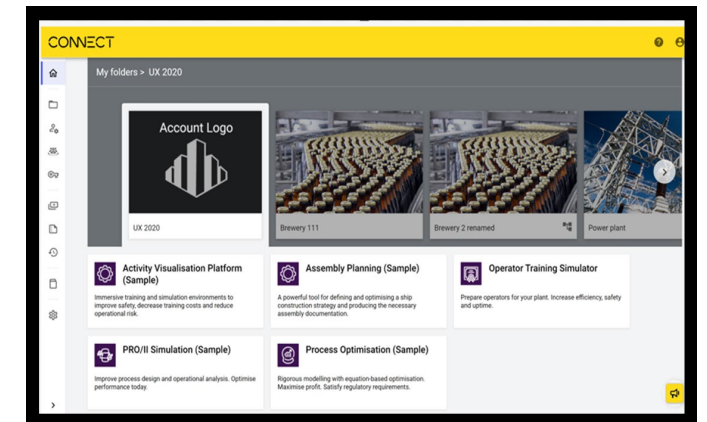 CONNECT
My folders > UX 2020
Account Logo
UX 2020
Brewery 111
Brewery 2 renamed
Power plant
Activity Visualisation Platform
(Sample)
Immersive training and simulation environments to
improve safety, decrease training costs and reduce
operational risk.
Assembly Planning (Sample)
A powerful tool for defining and optimising a ship
construction strategy and producing the necessary
assembly documentation.
Operator Training Simulator
Prepare operators for your plant. Increase efficiency, safety
and uptime.
PRO/II Simulation (Sample)
Improve process design and operational analysis. Optimise
performance today.
Process Optimisation (Sample)
Rigorous modelling with equation-based optimisation.
Maximise profit. Satisfy regulatory requirements.